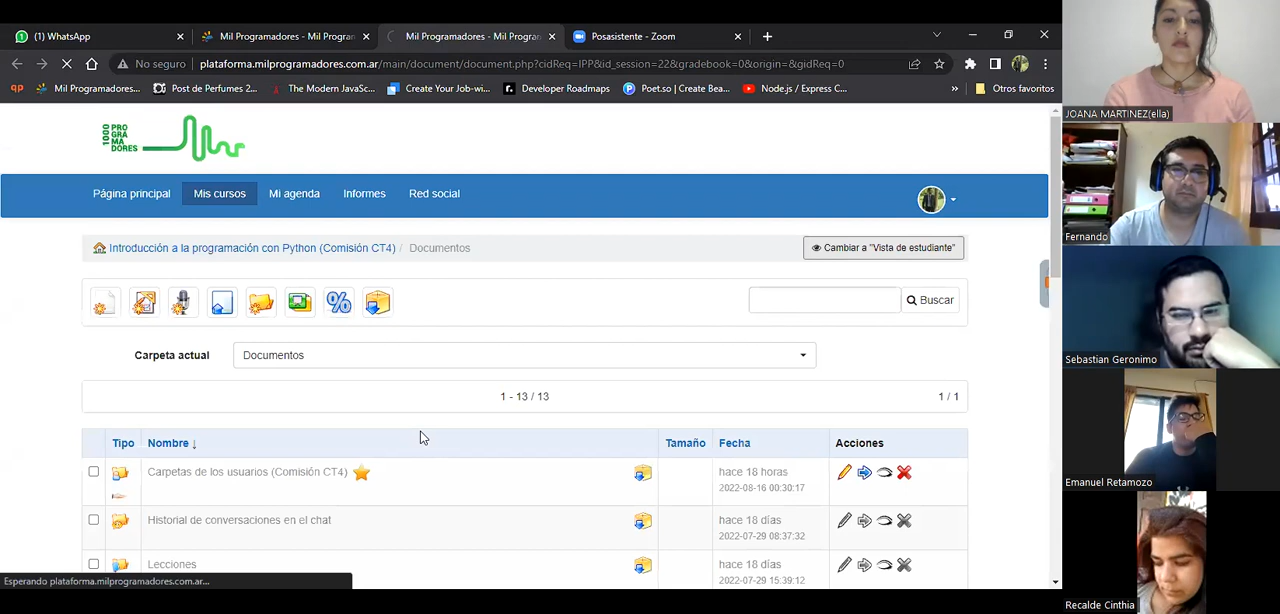 (1) WhatsApp
Mil Programadores - Mil Program
Mil Programadores - Mil Program
Posasistente - Zoom
No seguro
plataforma.milprogramadores.com.ar/main/document/document.php?cidReq=IPP&id_session=22&gradebook=0&origin=&gidReq=0
qp
Mil Programadores...
Post de Perfumes 2...
The Modern JavaSc...
Create Your Job-wi...
r.
Developer Roadmaps
P
Poet.so | Create Bea...
Node.js / Express C...
»
Otros favoritos
1000
PRO
GRA
MA
DORES
Página principal
Mis cursos
Mi agenda
Informes
Red social
Introducción a la programación con Python (Comisión CT4) / Documentos
Cambiar a "Vista de estudiante"
%
Buscar
Carpeta actual
Documentos
1 - 13 / 13
1 / 1
Tipo
Nombre ↓
Tamaño
Fecha
Acciones
Carpetas de los usuarios (Comisión CT4)
hace 18 horas
2022-08-16 00:30:17
Historial de conversaciones en el chat
hace 18 días
2022-07-29 08:37:32
Lecciones
hace 18 días
2022-07-29 15:39:12
Esperando plataforma.milprogramadores.com.ar...
JOANA MARTINEZ(ella)
Fernando
Sebastian Geronimo
Emanuel Retamozo
Recalde Cinthia